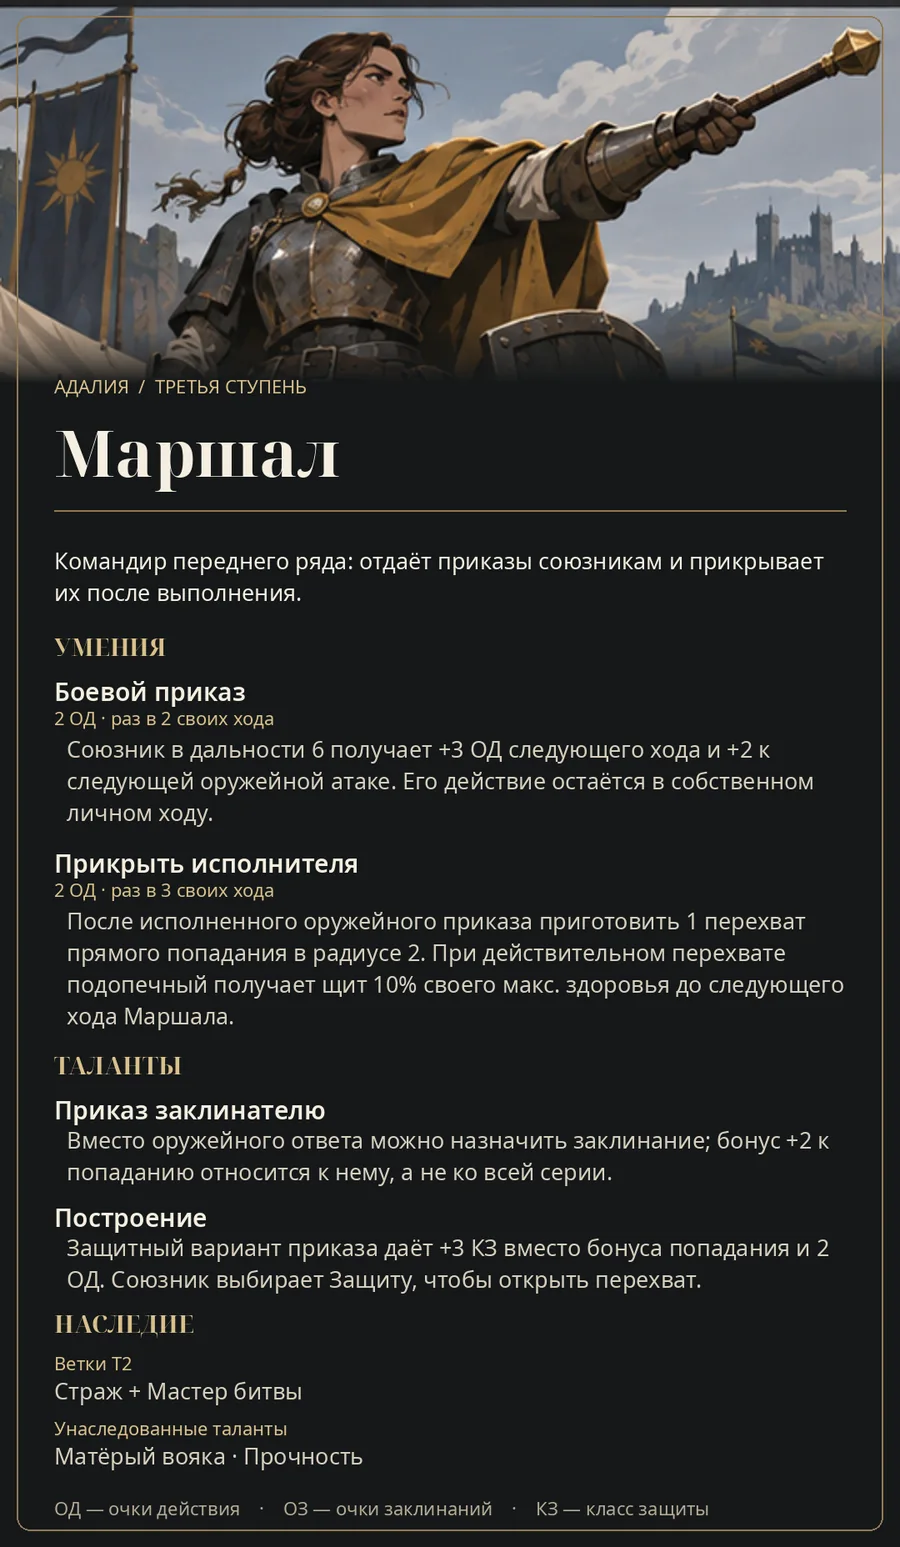 АДАЛИЯ / ТРЕТЬЯ СТУПЕНЬ
Маршал
Командир переднего ряда: отдаёт приказы союзникам и прикрывает
их после выполнения.
УМЕНИЯ
Боевой приказ
2 ОД · раз в 2 своих хода
Союзник в дальности 6 получает +3 ОД следующего хода и +2 к
следующей оружейной атаке. Его действие остаётся в собственном
личном ходу.
Прикрыть исполнителя
2 ОД · раз в 3 своих хода
После исполненного оружейного приказа приготовить 1 перехват
прямого попадания в радиусе 2. При действительном перехвате
подопечный получает щит 10% своего макс. здоровья до следующего
хода Маршала.
ТАЛАНТЫ
Приказ заклинателю
Вместо оружейного ответа можно назначить заклинание; бонус +2 к
попаданию относится к нему, а не ко всей серии.
Построение
Защитный вариант приказа даёт +3 КЗ вместо бонуса попадания и 2
ОД. Союзник выбирает Защиту, чтобы открыть перехват.
НАСЛЕДИЕ
Ветки Т2
Страж + Мастер битвы
Унаследованные таланты
Матёрый вояка · Прочность
ОД — очки действия · ОЗ — очки заклинаний · КЗ — класс защиты